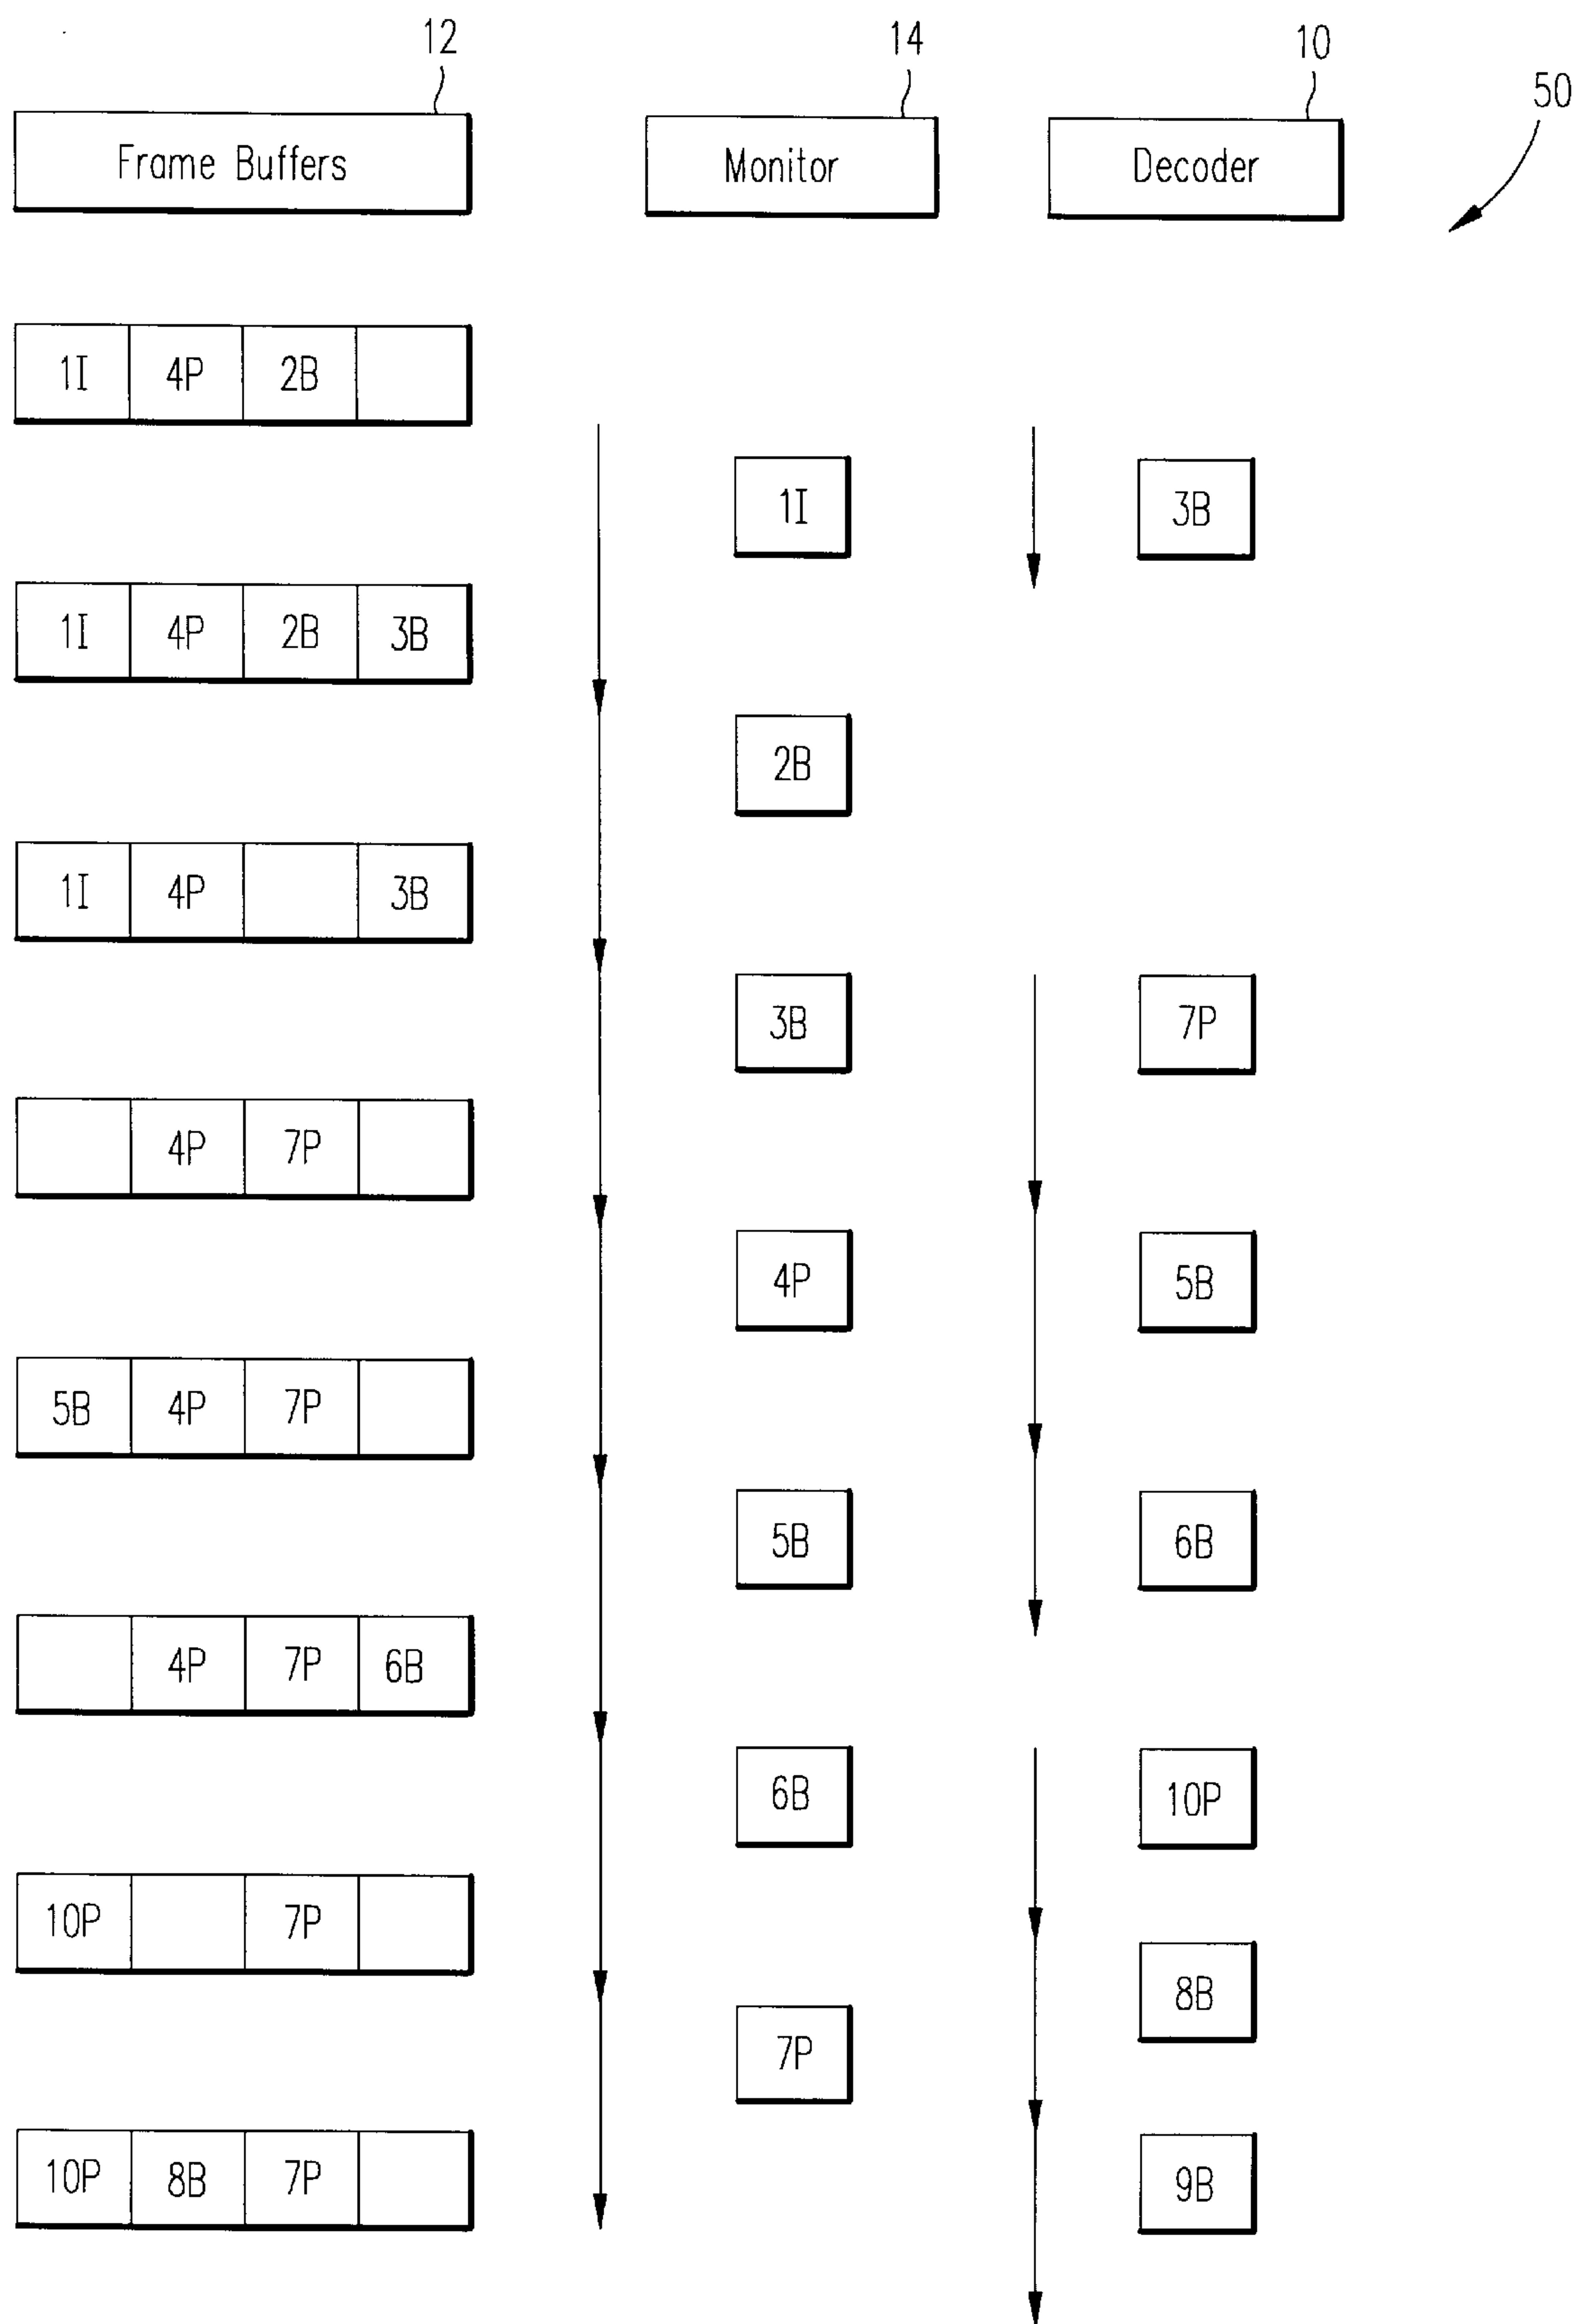 12
14
10
50
Frame Buffers
Monitor
Decoder
1I 4P 2B
1I
3B
1I 4P 2B 3B
2B
1I 4P 3B
3B
7P
4P 7P
4P
5B
5B 4P 7P
5B
6B
4P 7P 6B
6B
10P
10P 7P
8B
7P
10P 8B 7P
9B